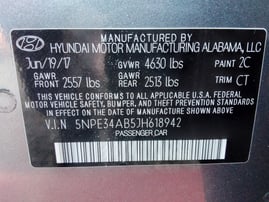 MANUFACTURED BY
HYUNDAI MOTOR MANUFACTURING ALABAMA, LLC
Jun/19/17 GVWR 4630 lbs PAINT 2C
GAWR FRONT 2557 lbs GAWR REAR 2513 lbs TRIM CT
THIS VEHICLE CONFORMS TO ALL APPLICABLE FEDERAL
MOTOR VEHICLE SAFETY, BUMPER, AND THEFT PREVENTION STANDARDS
IN EFFECT ON THE DATE OF MANUFACTURE SHOWN ABOVE.
V.I.N 5NPE34AB5JH618942
PASSENGER CAR